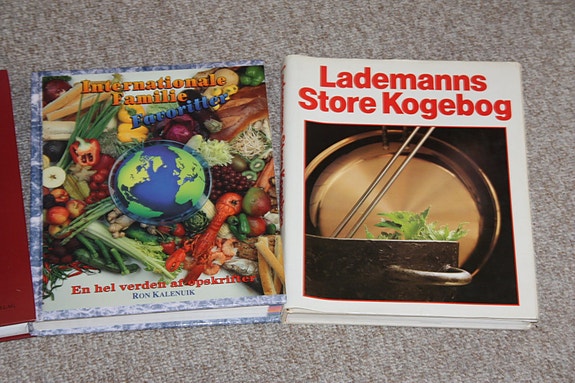 Internationale
Familie
Favoritter
En hel verden af opskrifter
RON KALENUIK
Lademanns
Store Kogebog